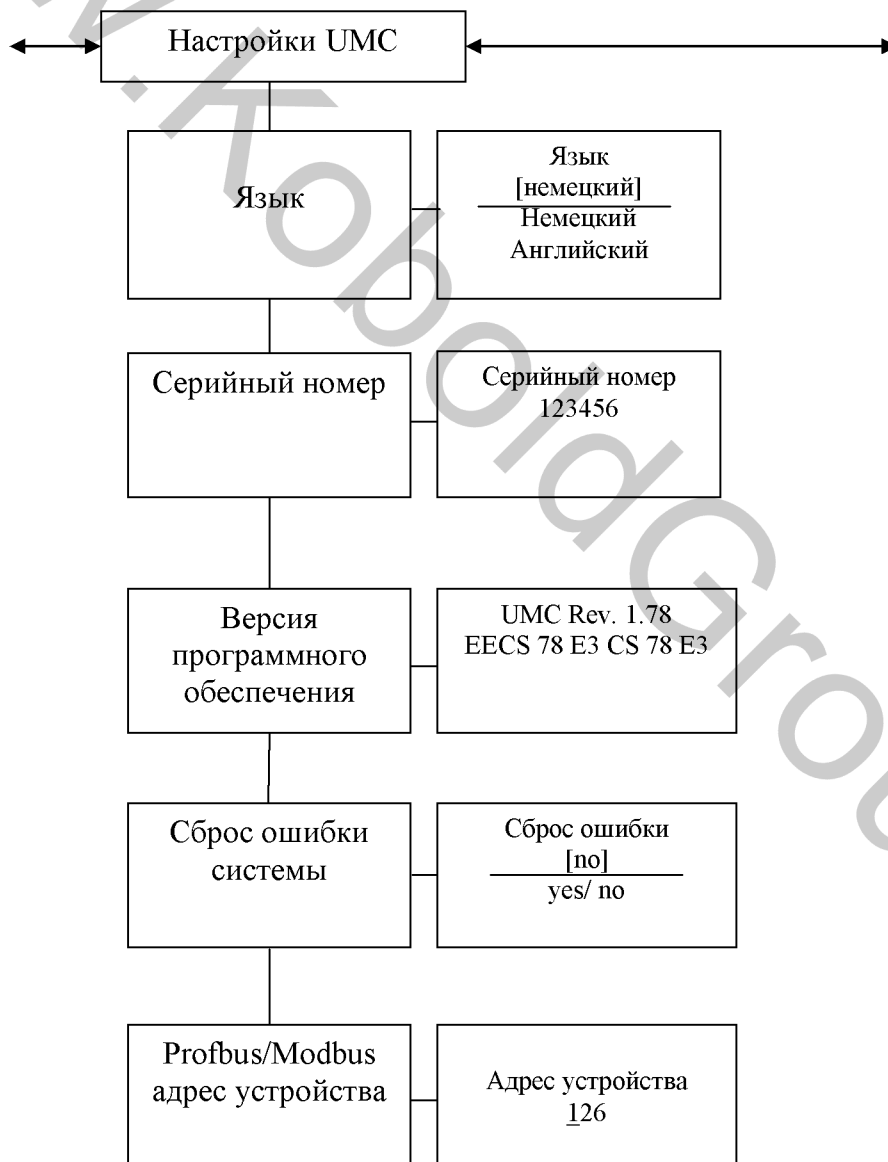 Настройки UMC
Язык
Язык
[немецкий]
Немецкий
Английский
Серийный номер
Серийный номер
123456
Версия
программного
обеспечения
UMC Rev. 1.78
EECS 78 E3 CS 78 E3
Сброс ошибки
системы
Сброс ошибки
[no]
yes/ no
Profbus/Modbus
адрес устройства
Адрес устройства
126
w.KoboldGrou